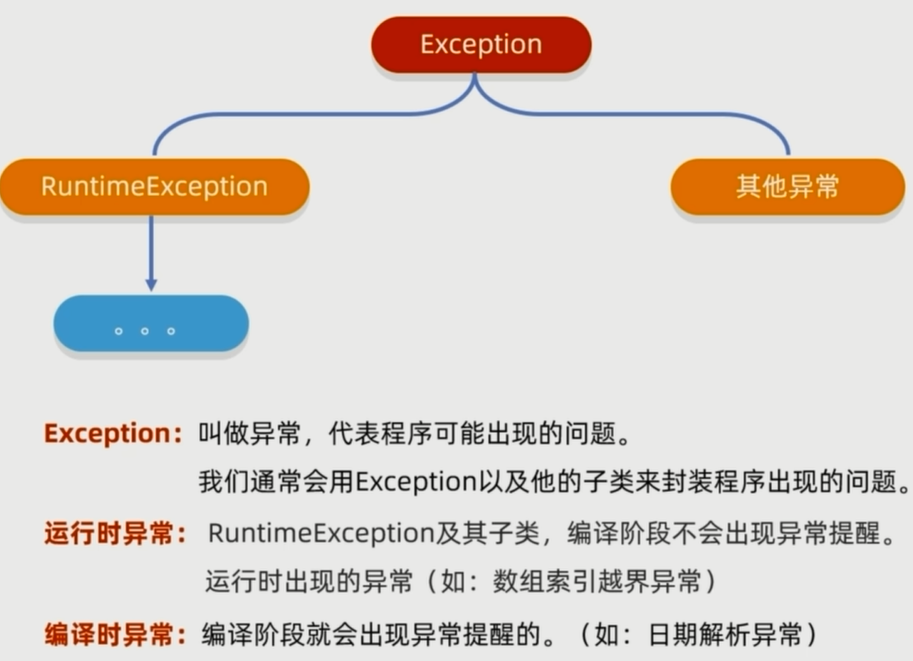 Exception
RuntimeException
其他异常
。。。
Exception：叫做异常，代表程序可能出现的问题。
我们通常会用Exception以及他的子类来封装程序出现的问题。
运行时异常：RuntimeException及其子类，编译阶段不会出现异常提醒。
运行时出现的异常（如：数组索引越界异常）
编译时异常：编译阶段就会出现异常提醒的。（如：日期解析异常）